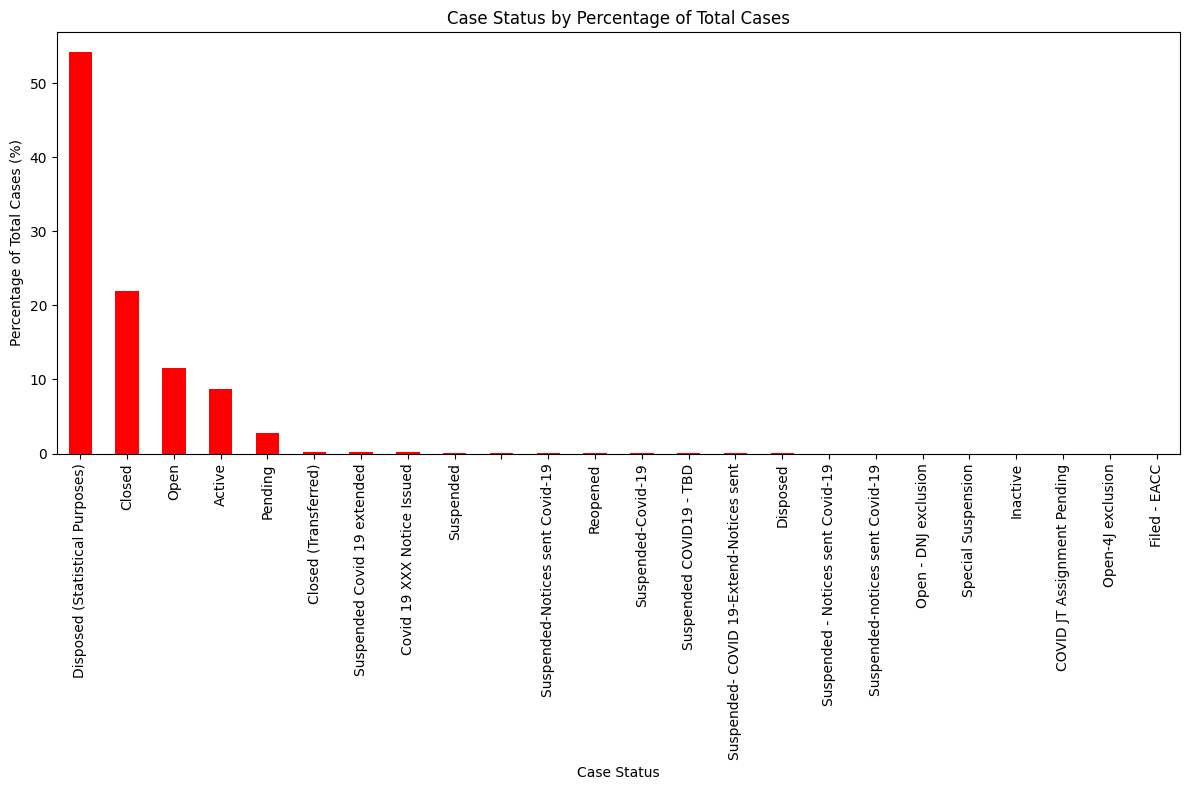 Case Status by Percentage of Total Cases
Percentage of Total Cases (%)
50
40
30
20
10
0
Disposed (Statistical Purposes)
Closed
Open
Active
Pending
Closed (Transferred)
Suspended Covid 19 extended
Covid 19 XXX Notice Issued
Suspended
Suspended-Notices sent Covid-19
Reopened
Suspended-Covid-19
Suspended COVID19 - TBD
Suspended- COVID 19-Extend-Notices sent
Disposed
Suspended - Notices sent Covid-19
Suspended-notices sent Covid-19
Open - DNJ exclusion
Special Suspension
Inactive
COVID JT Assignment Pending
Open-4J exclusion
Filed - EACC
Case Status